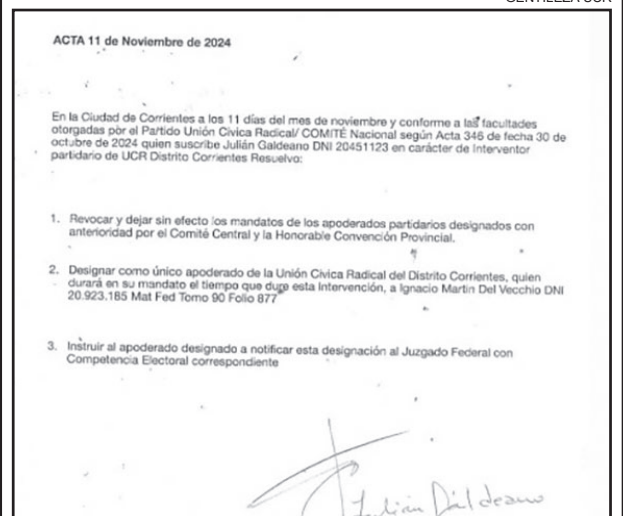 GENTILEZA UCR
ACTA 11 de Noviembre de 2024
En la Ciudad de Corrientes a los 11 días del mes de noviembre y conforme a las facultades
otorgadas por el Partido Unión Cívica Radical/ COMITÉ Nacional según Acta 346 de fecha 30 de
octubre de 2024 quien suscribe Julián Galdeano DNI 20451123 en carácter de Interventor
partidario de UCR Distrito Corrientes Resuelvo:
1. Revocar y dejar sin efecto los mandatos de los apoderados partidarios designados con
anterioridad por el Comité Central y la Honorable Convención Provincial.
2. Designar como único apoderado de la Unión Cívica Radical del Distrito Corrientes, quien
durará en su mandato el tiempo que dure esta Intervención, a Ignacio Martin Del Vecchio DNI
20.923.185 Mat Fed Tomo 90 Folio 877
3. Instruir al apoderado designado a notificar esta designación al Juzgado Federal con
Competencia Electoral correspondiente
Julián Galdeano